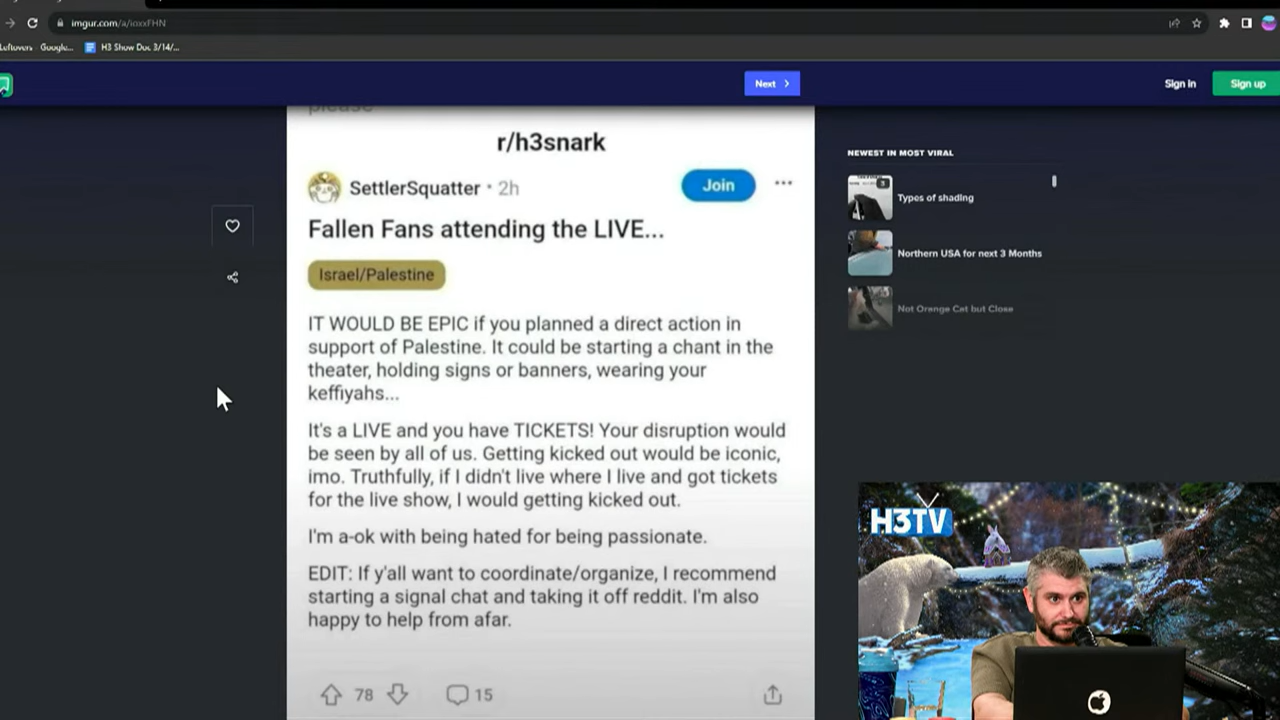 imgur.com/a/ioxxFHN
Leftovers - Google...
H3 Show Doc 3/14/...
Next
Sign in
Sign up
please
r/h3snark
SettlerSquatter • 2h
Join
Fallen Fans attending the LIVE...
Israel/Palestine
IT WOULD BE EPIC if you planned a direct action in
support of Palestine. It could be starting a chant in the
theater, holding signs or banners, wearing your
keffiyahs...
It's a LIVE and you have TICKETS! Your disruption would
be seen by all of us. Getting kicked out would be iconic,
imo. Truthfully, if I didn't live where I live and got tickets
for the live show, I would getting kicked out.
I'm a-ok with being hated for being passionate.
EDIT: If y'all want to coordinate/organize, I recommend
starting a signal chat and taking it off reddit. I'm also
happy to help from afar.
78
15
NEWEST IN MOST VIRAL
Types of shading
Northern USA for next 3 Months
Not Orange Cat but Close
H3TV